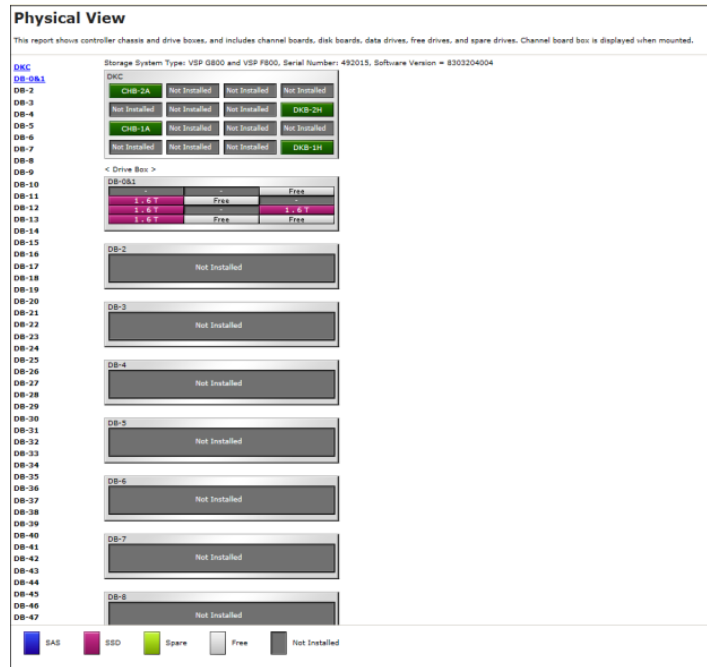 Physical View
This report shows controller chassis and drive boxes, and includes channel boards, disk boards, data drives, free drives, and spare drives. Channel board box is displayed when mounted.
DKC
DB-0&1
DB-2
DB-3
DB-4
DB-5
DB-6
DB-7
DB-8
DB-9
DB-10
DB-11
DB-12
DB-13
DB-14
DB-15
DB-16
DB-17
DB-18
DB-19
DB-20
DB-21
DB-22
DB-23
DB-24
DB-25
DB-26
DB-27
DB-28
DB-29
DB-30
DB-31
DB-32
DB-33
DB-34
DB-35
DB-36
DB-37
DB-38
DB-39
DB-40
DB-41
DB-42
DB-43
DB-44
DB-45
DB-46
DB-47
Storage System Type: VSP G800 and VSP F800, Serial Number: 492015, Software Version = 8303204004
DKC
CHB-2A Not Installed Not Installed Not Installed
Not Installed Not Installed Not Installed DKB-2H
CHB-1A Not Installed Not Installed Not Installed
Not Installed Not Installed Not Installed DKB-1H
< Drive Box >
DB-0&1
- - Free
1.6T Free -
1.6T - 1.6T
1.6T Free Free
DB-2
Not Installed
DB-3
Not Installed
DB-4
Not Installed
DB-5
Not Installed
DB-6
Not Installed
DB-7
Not Installed
DB-8
Not Installed
SAS SSD Spare Free Not Installed